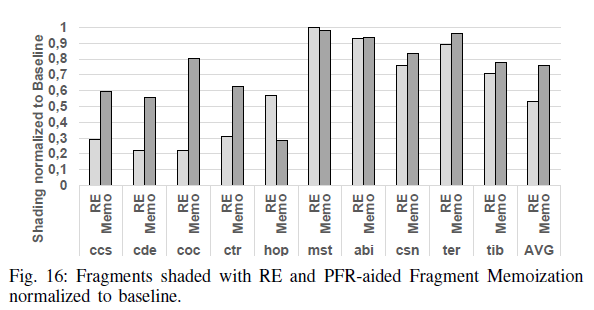 Shading normalized to Baseline
1
0,9
0,8
0,7
0,6
0,5
0,4
0,3
0,2
0,1
0
RE Memo RE Memo RE Memo RE Memo RE Memo RE Memo RE Memo RE Memo RE Memo RE Memo RE Memo
ccs cde coc ctr hop mst abi csn ter tib AVG
Fig. 16: Fragments shaded with RE and PFR-aided Fragment Memoization
normalized to baseline.